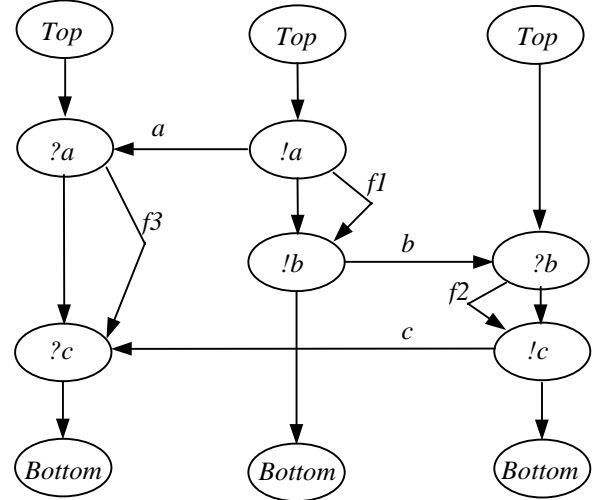 Top Top Top
a
?a !a
f1
f3
b
?b
!b
f2
c
?c !c
Bottom Bottom Bottom